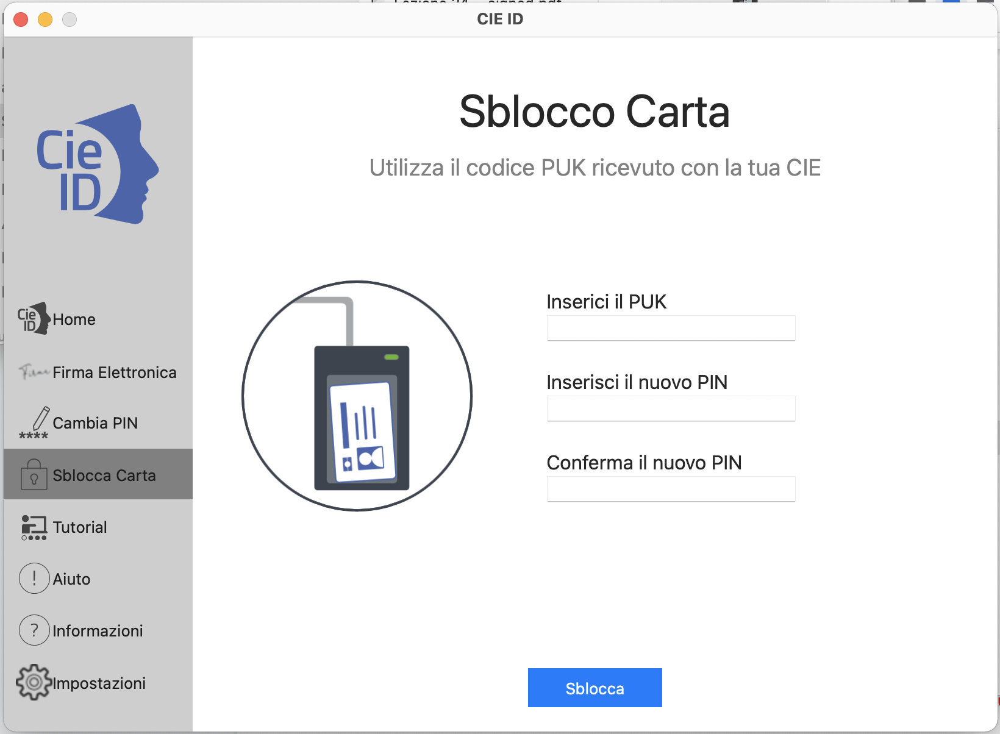 CIE ID
Cie
ID
Cie
ID
Home
Firma
Firma Elettronica
****
Cambia PIN
Sblocca Carta
Tutorial
!
Aiuto
?
Informazioni
Impostazioni
Sblocco Carta
Utilizza il codice PUK ricevuto con la tua CIE
Inserici il PUK
Inserisci il nuovo PIN
Conferma il nuovo PIN
Sblocca